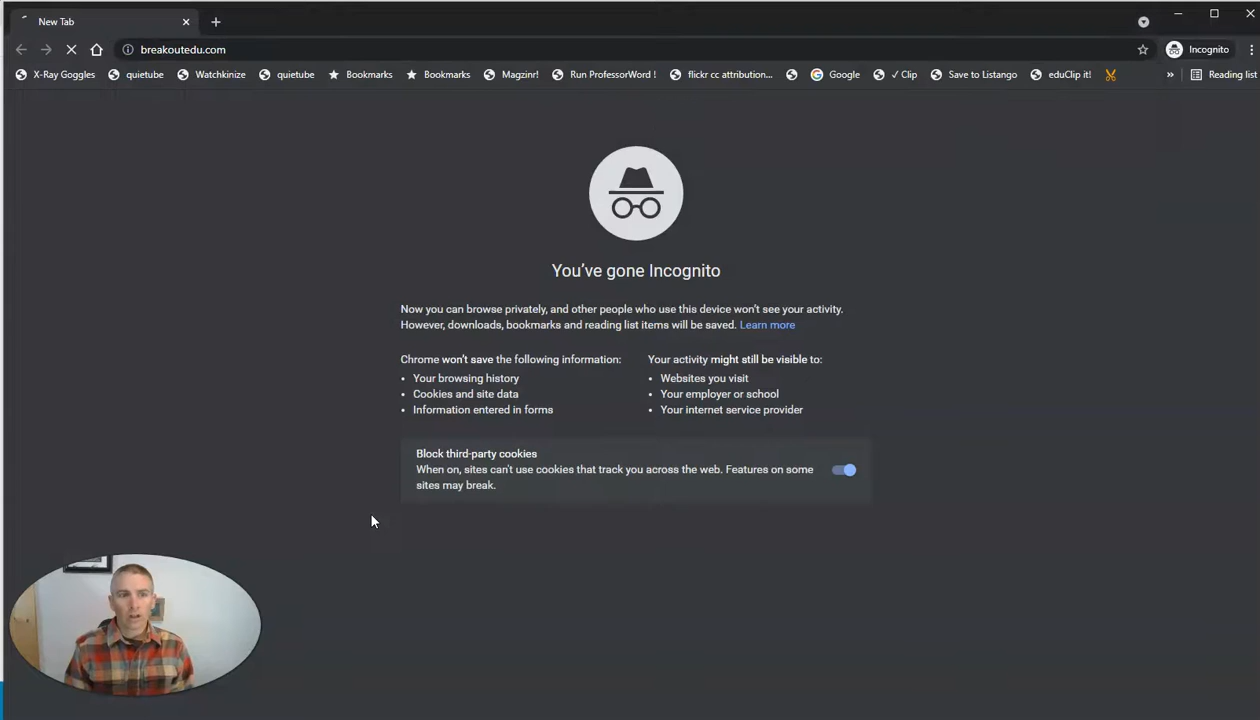 New Tab
breakoutedu.com
Incognito
X-Ray Goggles quietube Watchkinize quietube Bookmarks Bookmarks Magzinr! Run ProfessorWord ! flickr cc attribution... Google ✓ Clip Save to Listango eduClip it! » Reading list
You've gone Incognito
Now you can browse privately, and other people who use this device won't see your activity.
However, downloads, bookmarks and reading list items will be saved. Learn more
Chrome won't save the following information:
• Your browsing history
• Cookies and site data
• Information entered in forms
Your activity might still be visible to:
• Websites you visit
• Your employer or school
• Your internet service provider
Block third-party cookies
When on, sites can't use cookies that track you across the web. Features on some
sites may break.